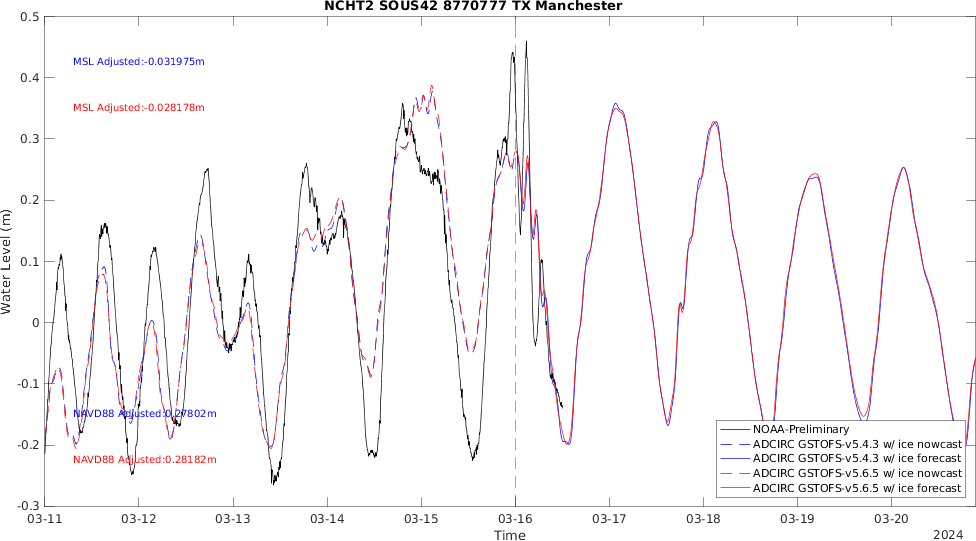 NCHT2 SOUS42 8770777 TX Manchester
0.5
0.4
0.3
0.2
0.1
0
-0.1
-0.2
-0.3
Water Level (m)
MSL Adjusted:-0.031975m
MSL Adjusted:-0.028178m
NAVD88 Adjusted:0.27802m
NAVD88 Adjusted:0.28182m
NOAA-Preliminary
ADCIRC GSTOFS-v5.4.3 w/ ice nowcast
ADCIRC GSTOFS-v5.4.3 w/ ice forecast
ADCIRC GSTOFS-v5.6.5 w/ ice nowcast
ADCIRC GSTOFS-v5.6.5 w/ ice forecast
03-11 03-12 03-13 03-14 03-15 03-16 03-17 03-18 03-19 03-20
Time
2024